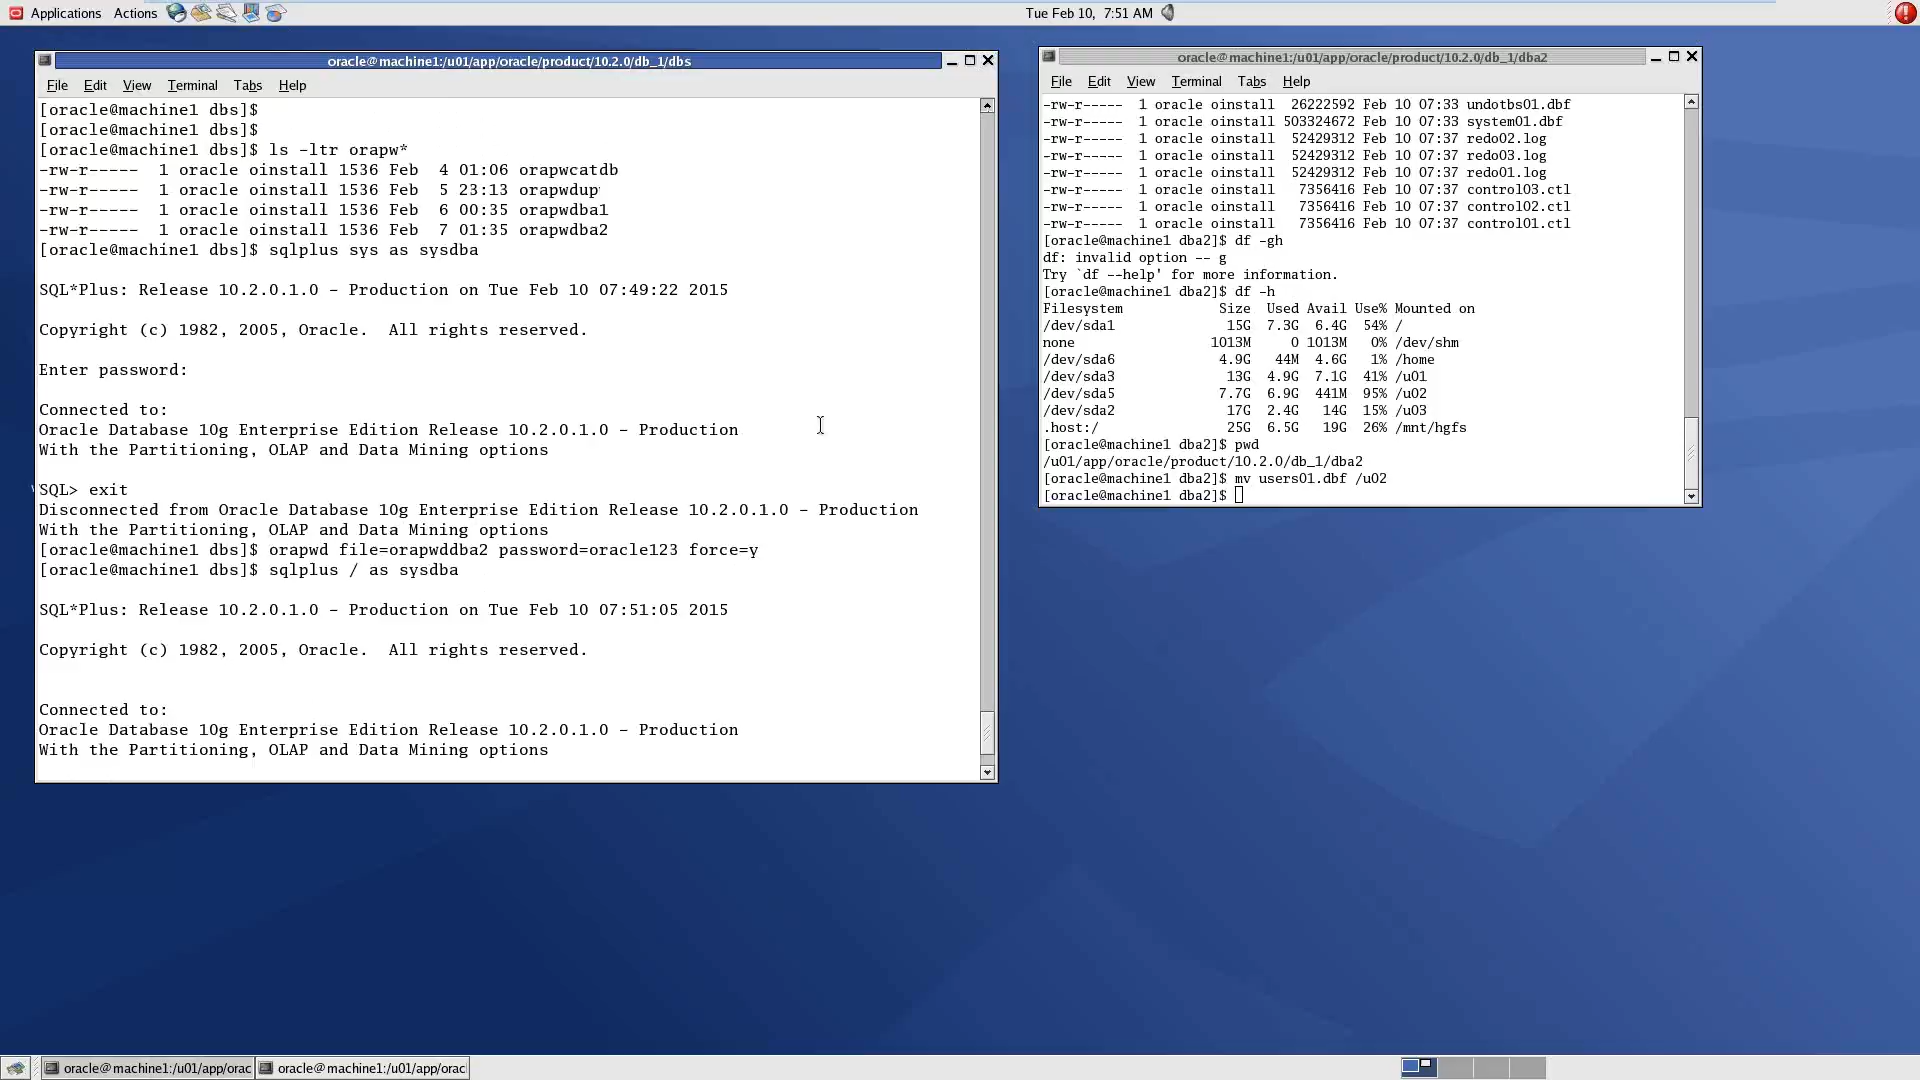 Applications Actions Tue Feb 10, 7:51 AM
oracle@machine1:/u01/app/oracle/product/10.2.0/db_1/dbs
File Edit View Terminal Tabs Help
[oracle@machine1 dbs]$
[oracle@machine1 dbs]$
[oracle@machine1 dbs]$ ls -ltr orapw*
-rw-r----- 1 oracle oinstall 1536 Feb 4 01:06 orapwcatdb
-rw-r----- 1 oracle oinstall 1536 Feb 5 23:13 orapwdup
-rw-r----- 1 oracle oinstall 1536 Feb 6 00:35 orapwdba1
-rw-r----- 1 oracle oinstall 1536 Feb 7 01:35 orapwdba2
[oracle@machine1 dbs]$ sqlplus sys as sysdba
SQL*Plus: Release 10.2.0.1.0 - Production on Tue Feb 10 07:49:22 2015
Copyright (c) 1982, 2005, Oracle. All rights reserved.
Enter password:
Connected to:
Oracle Database 10g Enterprise Edition Release 10.2.0.1.0 - Production
With the Partitioning, OLAP and Data Mining options
SQL> exit
Disconnected from Oracle Database 10g Enterprise Edition Release 10.2.0.1.0 - Production
With the Partitioning, OLAP and Data Mining options
[oracle@machine1 dbs]$ orapwd file=orapwddba2 password=oracle123 force=y
[oracle@machine1 dbs]$ sqlplus / as sysdba
SQL*Plus: Release 10.2.0.1.0 - Production on Tue Feb 10 07:51:05 2015
Copyright (c) 1982, 2005, Oracle. All rights reserved.
Connected to:
Oracle Database 10g Enterprise Edition Release 10.2.0.1.0 - Production
With the Partitioning, OLAP and Data Mining options
oracle@machine1:/u01/app/oracle/product/10.2.0/db_1/dba2
File Edit View Terminal Tabs Help
-rw-r----- 1 oracle oinstall 26222592 Feb 10 07:33 undotbs01.dbf
-rw-r----- 1 oracle oinstall 503324672 Feb 10 07:33 system01.dbf
-rw-r----- 1 oracle oinstall 52429312 Feb 10 07:37 redo02.log
-rw-r----- 1 oracle oinstall 52429312 Feb 10 07:37 redo03.log
-rw-r----- 1 oracle oinstall 52429312 Feb 10 07:37 redo01.log
-rw-r----- 1 oracle oinstall 7356416 Feb 10 07:37 control03.ctl
-rw-r----- 1 oracle oinstall 7356416 Feb 10 07:37 control02.ctl
-rw-r----- 1 oracle oinstall 7356416 Feb 10 07:37 control01.ctl
[oracle@machine1 dba2]$ df -gh
df: invalid option -- g
Try `df --help' for more information.
[oracle@machine1 dba2]$ df -h
Filesystem Size Used Avail Use% Mounted on
/dev/sda1 15G 7.3G 6.4G 54% /
none 1013M 0 1013M 0% /dev/shm
/dev/sda6 4.9G 44M 4.6G 1% /home
/dev/sda3 13G 4.9G 7.1G 41% /u01
/dev/sda5 7.7G 6.9G 441M 95% /u02
/dev/sda2 17G 2.4G 14G 15% /u03
.host:/ 25G 6.5G 19G 26% /mnt/hgfs
[oracle@machine1 dba2]$ pwd
/u01/app/oracle/product/10.2.0/db_1/dba2
[oracle@machine1 dba2]$ mv users01.dbf /u02
[oracle@machine1 dba2]$
oracle@machine1:/u01/app/orac oracle@machine1:/u01/app/orac